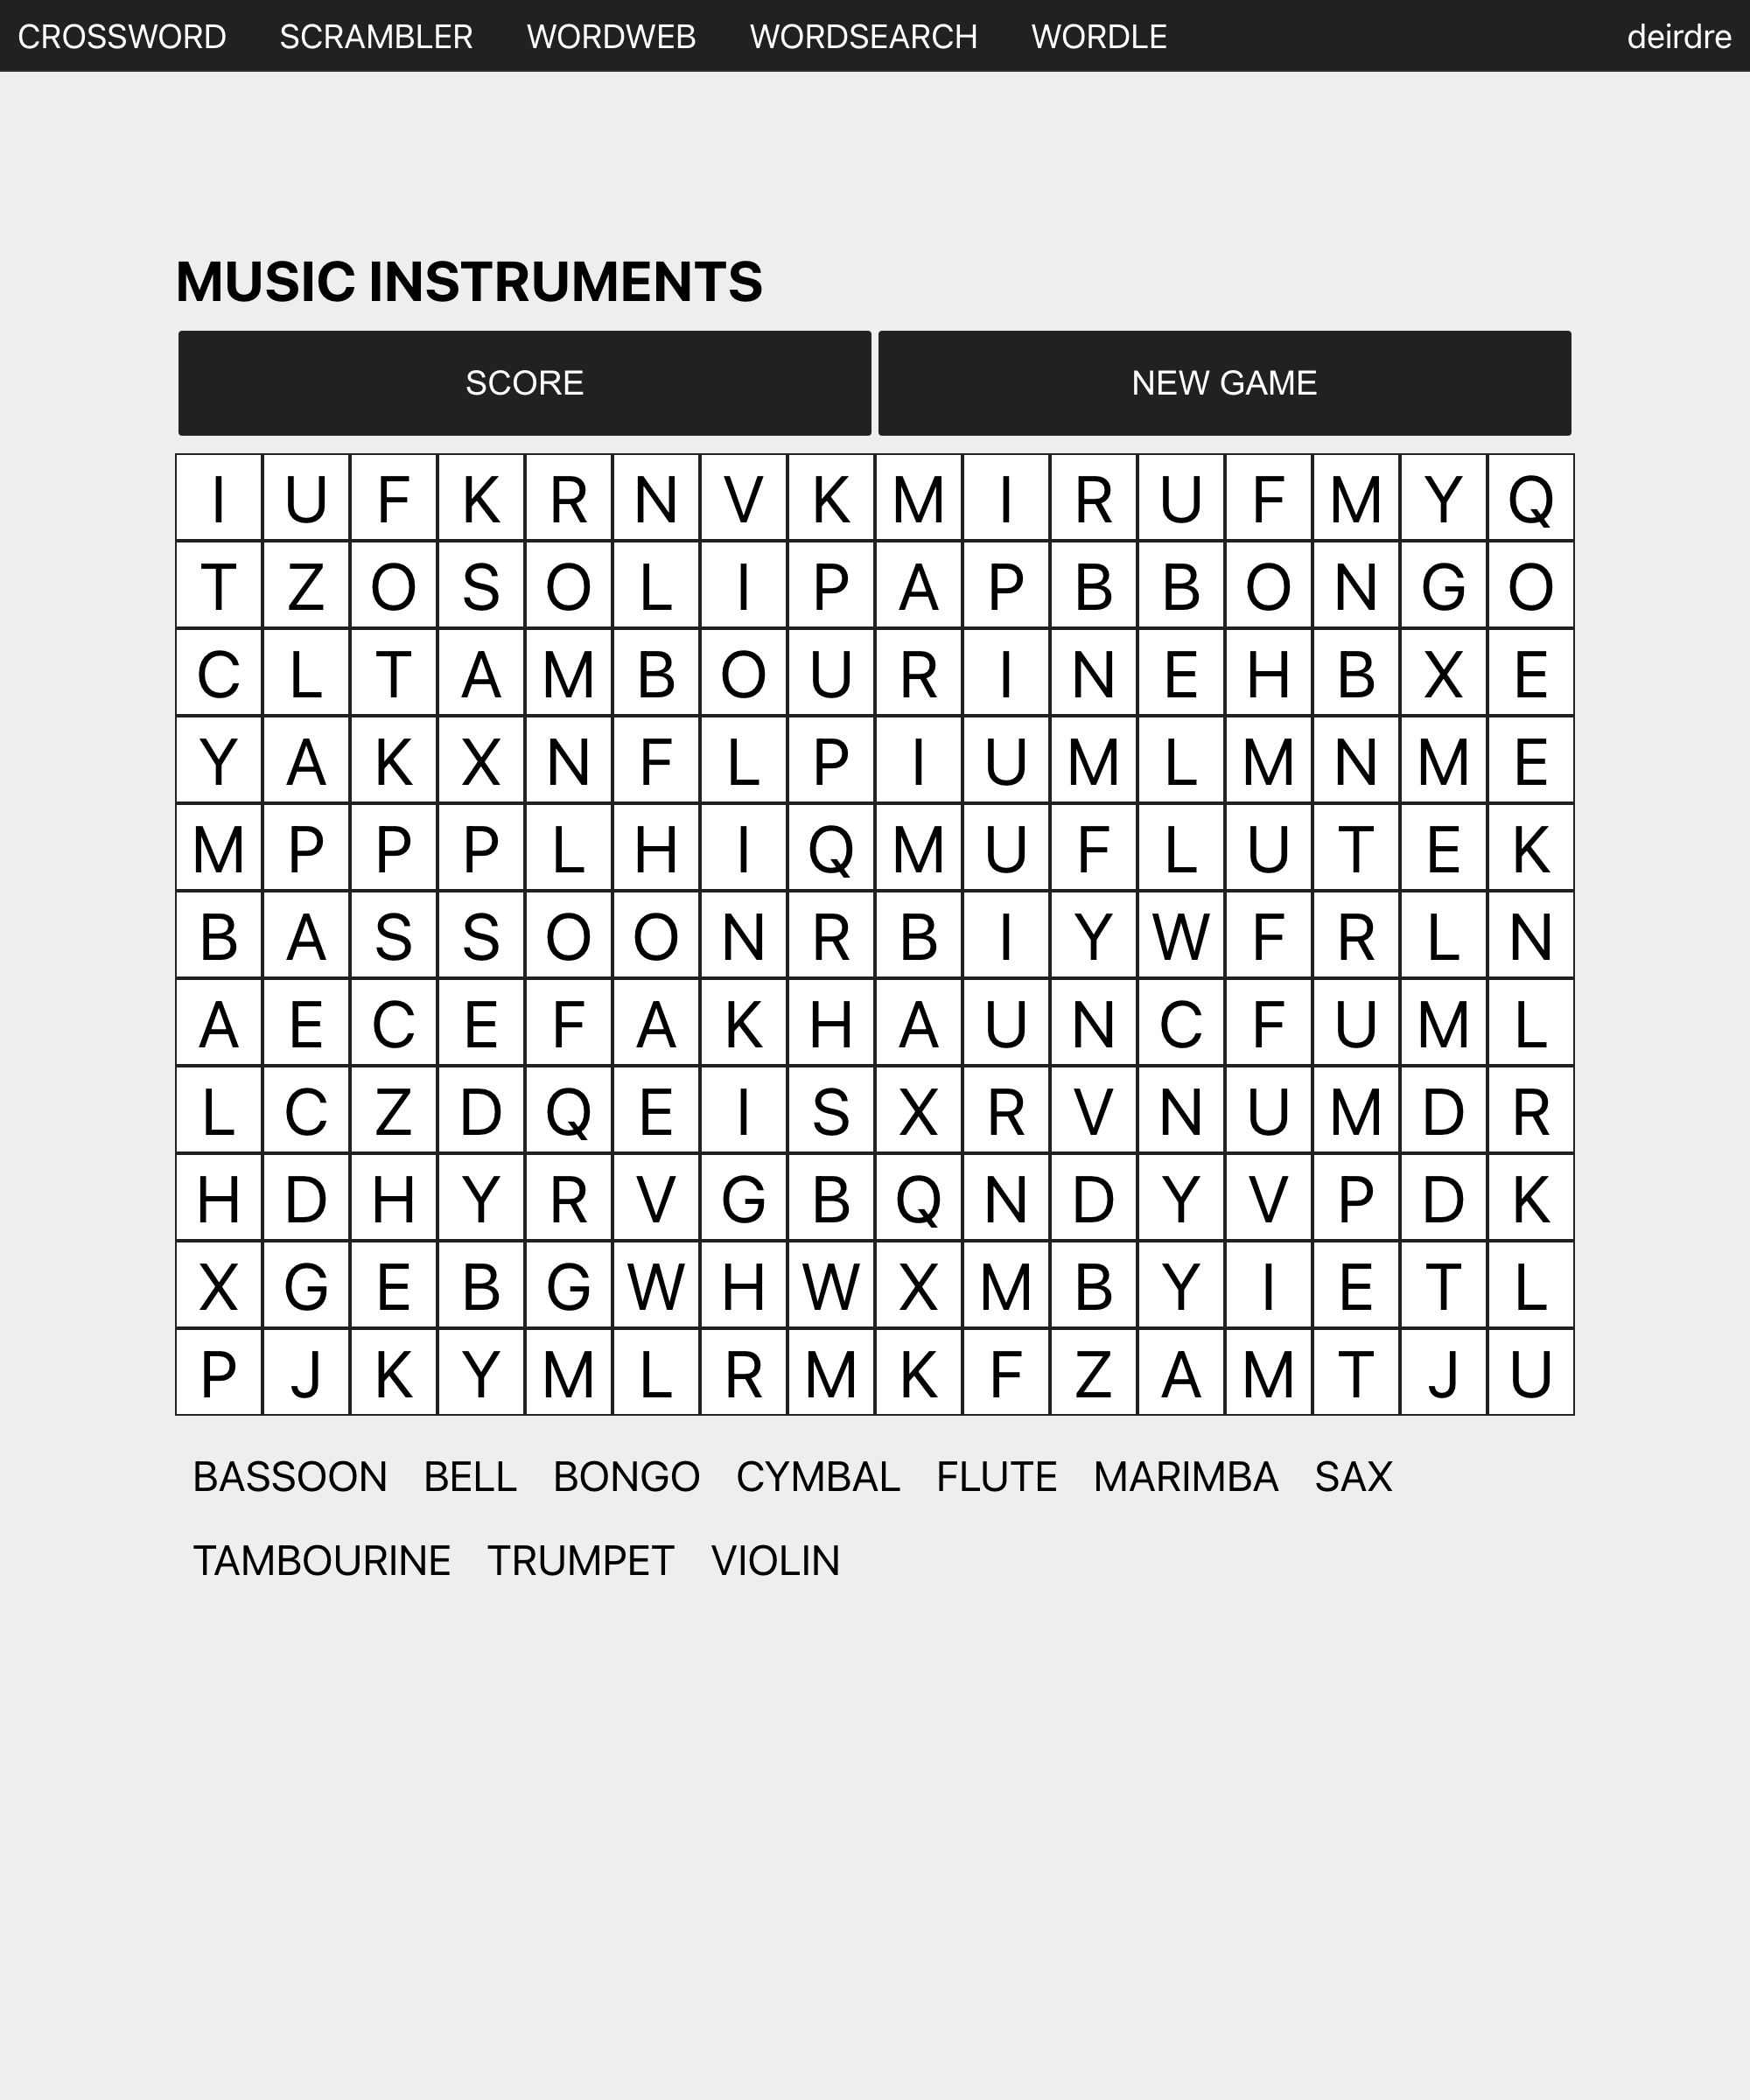 CROSSWORD SCRAMBLER WORDWEB WORDSEARCH WORDLE deirdre
MUSIC INSTRUMENTS
SCORE NEW GAME
I U F K R N V K M I R U F M Y Q
T Z O S O L I P A P B B O N G O
C L T A M B O U R I N E H B X E
Y A K X N F L P I U M L M N M E
M P P P L H I Q M U F L U T E K
B A S S O O N R B I Y W F R L N
A E C E F A K H A U N C F U M L
L C Z D Q E I S X R V N U M D R
H D H Y R V G B Q N D Y V P D K
X G E B G W H W X M B Y I E T L
P J K Y M L R M K F Z A M T J U
BASSOON BELL BONGO CYMBAL FLUTE MARIMBA SAX
TAMBOURINE TRUMPET VIOLIN